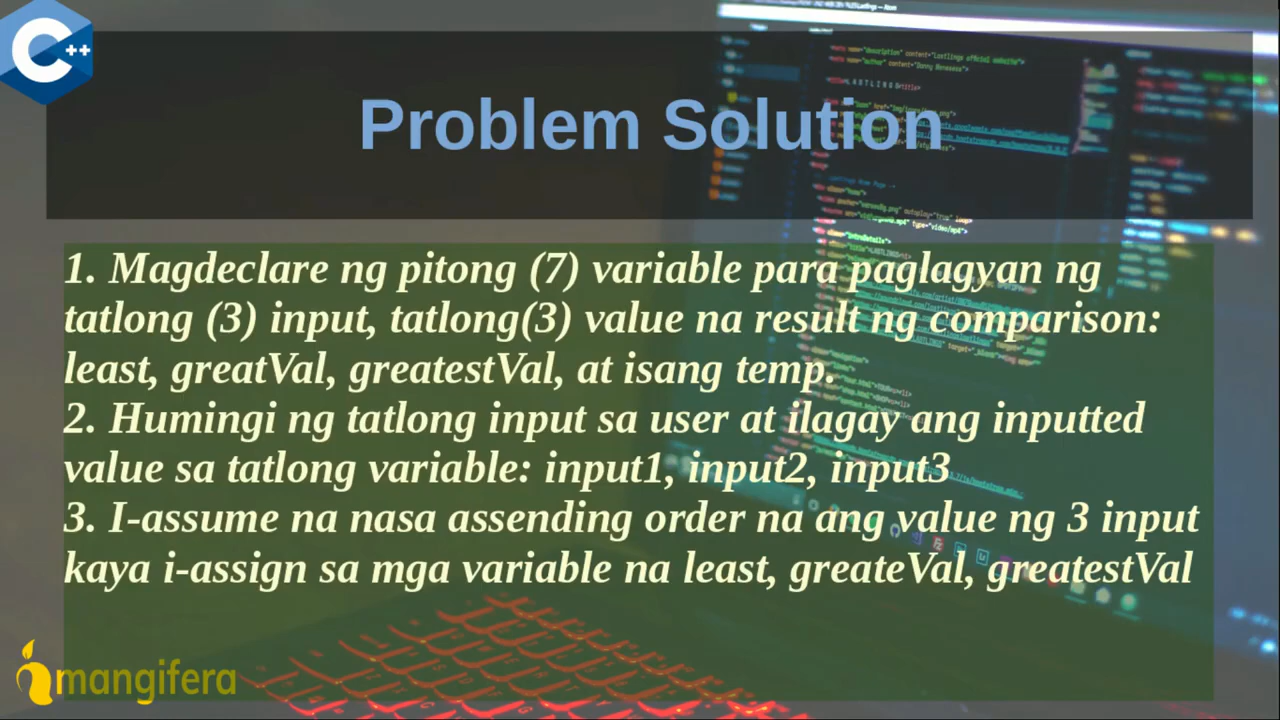 C++
Problem Solution
1. Magdeclare ng pitong (7) variable para paglagyan ng
tatlong (3) input, tatlong(3) value na result ng comparison:
least, greatVal, greatestVal, at isang temp.
2. Humingi ng tatlong input sa user at ilagay ang inputted
value sa tatlong variable: input1, input2, input3
3. I-assume na nasa assending order na ang value ng 3 input
kaya i-assign sa mga variable na least, greateVal, greatestVal
mangifera